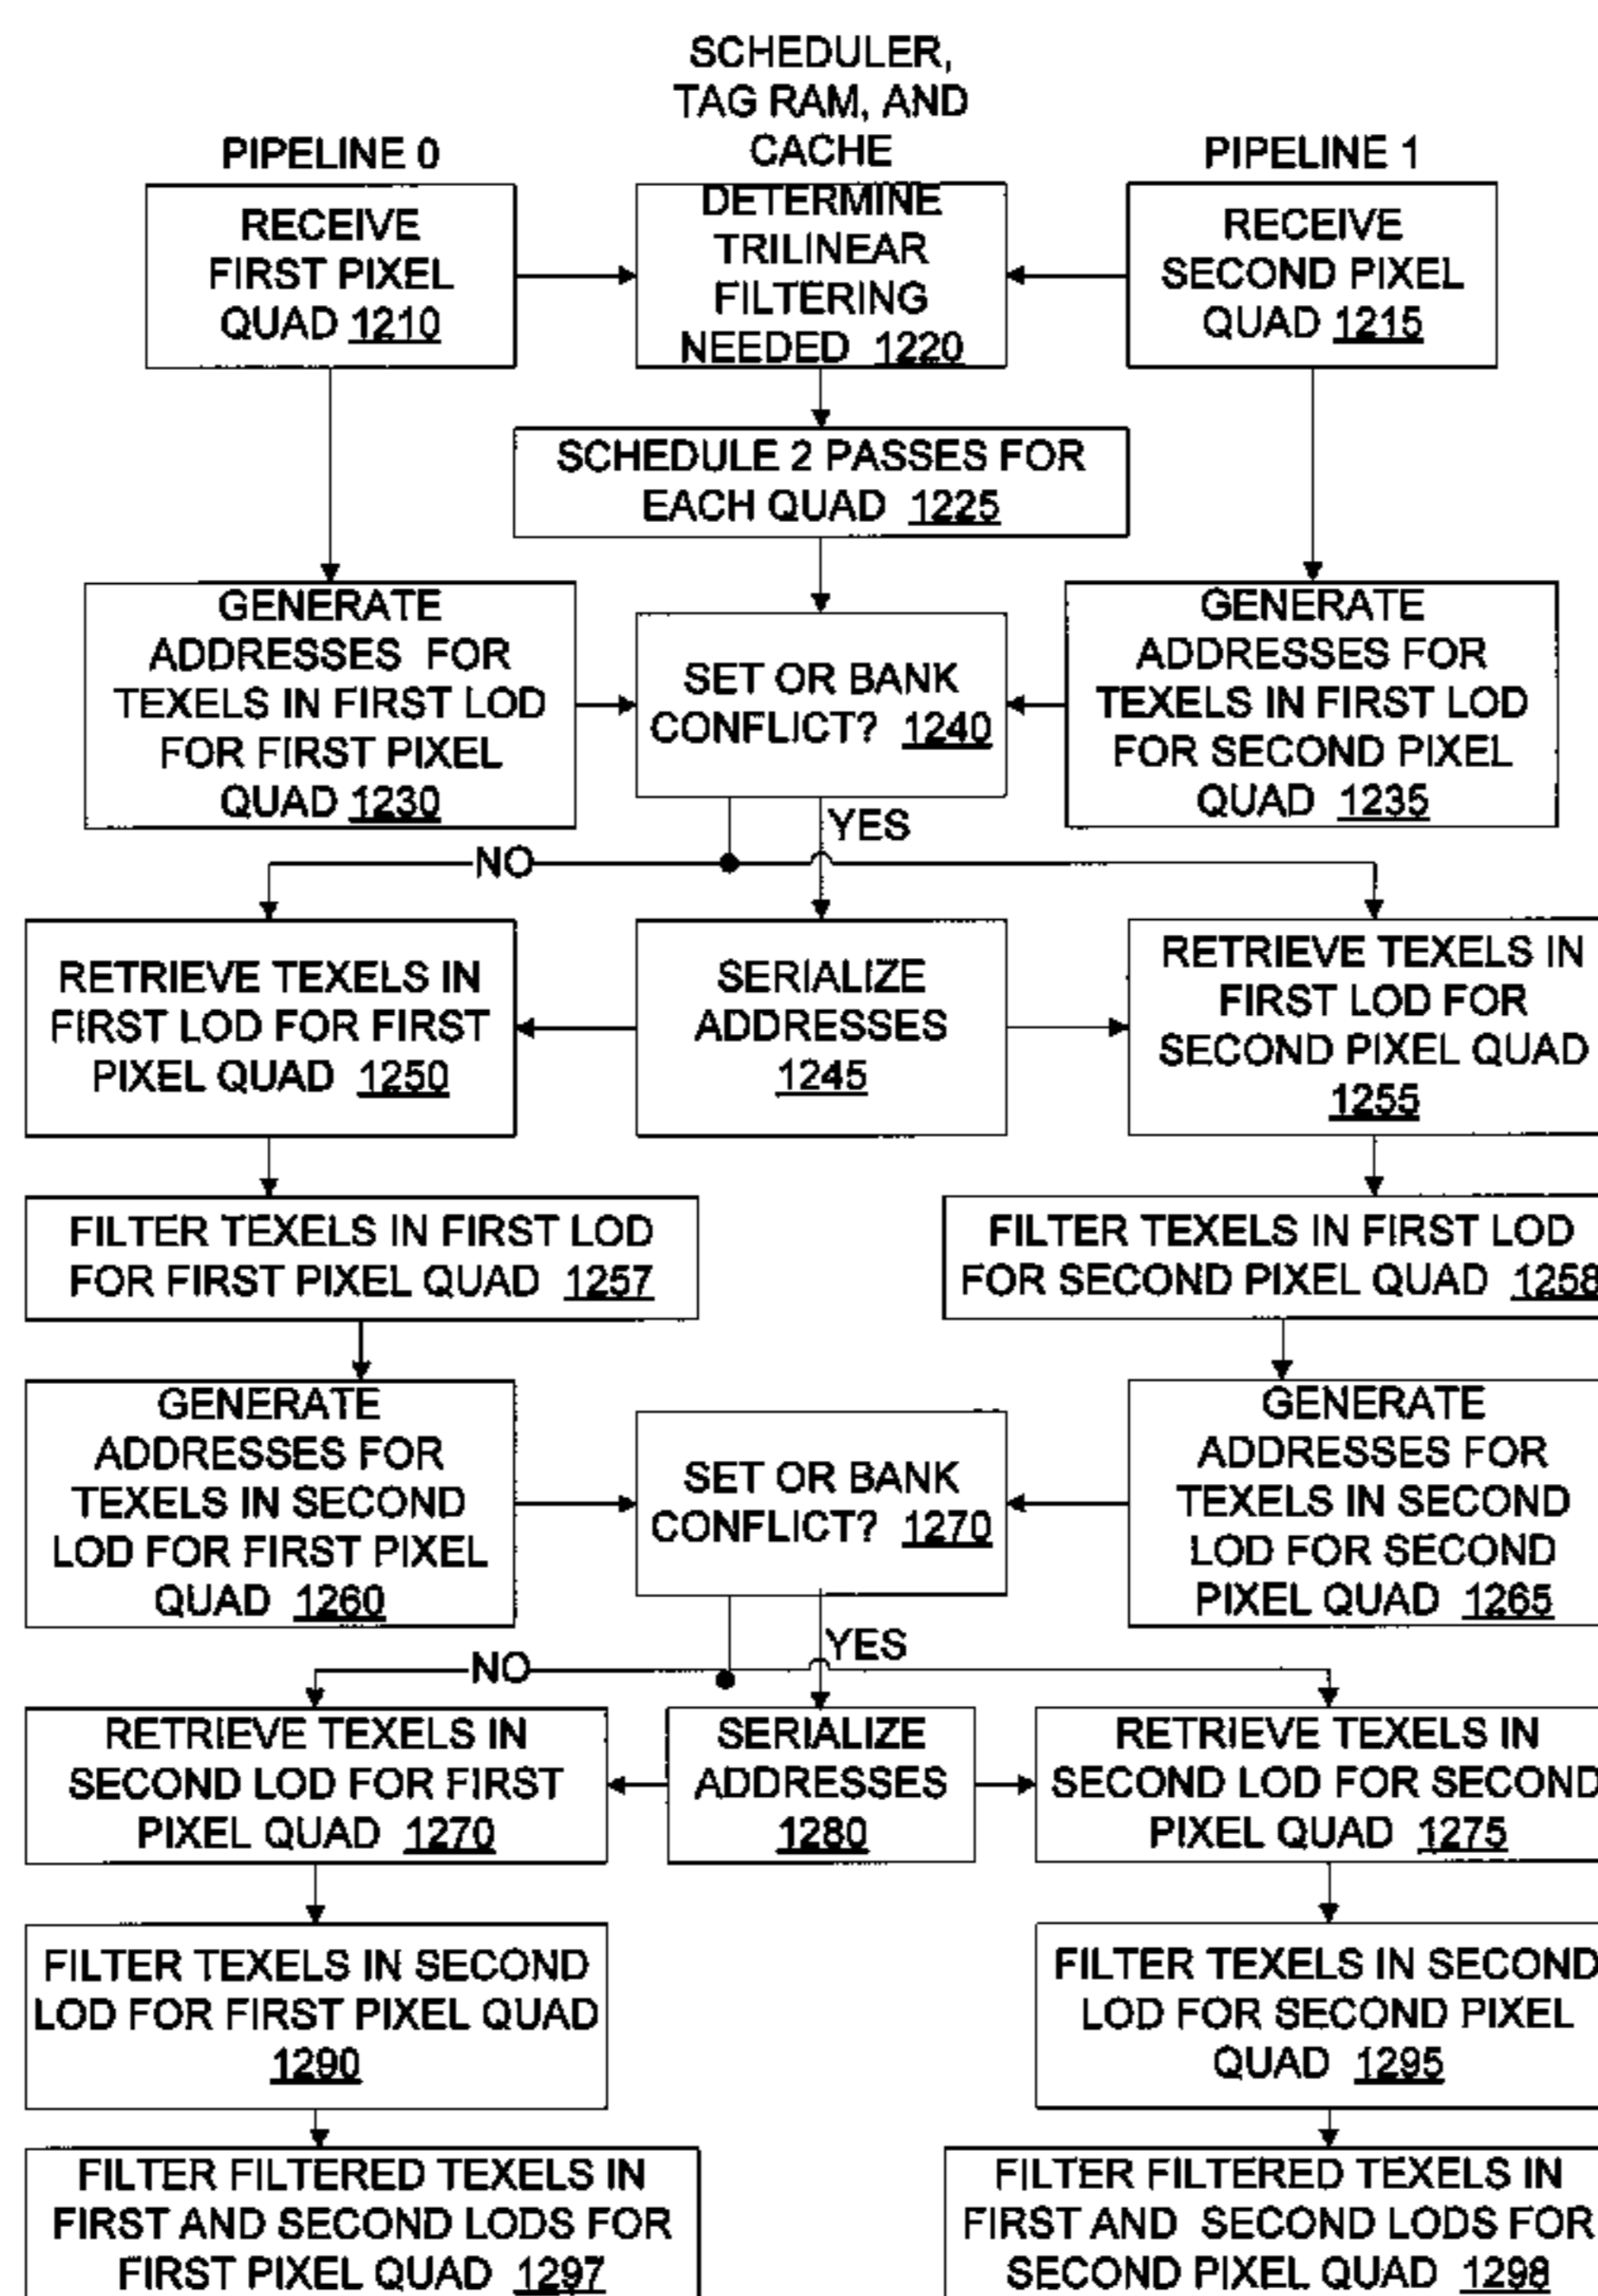 SCHEDULER,
TAG RAM, AND
CACHE
PIPELINE 0
PIPELINE 1
RECEIVE
FIRST PIXEL
QUAD 1210
DETERMINE
TRILINEAR
FILTERING
NEEDED 1220
RECEIVE
SECOND PIXEL
QUAD 1215
SCHEDULE 2 PASSES FOR
EACH QUAD 1225
GENERATE
ADDRESSES FOR
TEXELS IN FIRST LOD
FOR FIRST PIXEL
QUAD 1230
SET OR BANK
CONFLICT? 1240
GENERATE
ADDRESSES FOR
TEXELS IN FIRST LOD
FOR SECOND PIXEL
QUAD 1235
YES
NO
RETRIEVE TEXELS IN
FIRST LOD FOR FIRST
PIXEL QUAD 1250
SERIALIZE
ADDRESSES
1245
RETRIEVE TEXELS IN
FIRST LOD FOR
SECOND PIXEL QUAD
1255
FILTER TEXELS IN FIRST LOD
FOR FIRST PIXEL QUAD 1257
FILTER TEXELS IN FIRST LOD
FOR SECOND PIXEL QUAD 1258
GENERATE
ADDRESSES FOR
TEXELS IN SECOND
LOD FOR FIRST PIXEL
QUAD 1260
SET OR BANK
CONFLICT? 1270
GENERATE
ADDRESSES FOR
TEXELS IN SECOND
LOD FOR SECOND
PIXEL QUAD 1265
YES
NO
RETRIEVE TEXELS IN
SECOND LOD FOR FIRST
PIXEL QUAD 1270
SERIALIZE
ADDRESSES
1280
RETRIEVE TEXELS IN
SECOND LOD FOR SECOND
PIXEL QUAD 1275
FILTER TEXELS IN SECOND
LOD FOR FIRST PIXEL QUAD
1290
FILTER TEXELS IN SECOND
LOD FOR SECOND PIXEL
QUAD 1295
FILTER FILTERED TEXELS IN
FIRST AND SECOND LODS FOR
FIRST PIXEL QUAD 1297
FILTER FILTERED TEXELS IN
FIRST AND SECOND LODS FOR
SECOND PIXEL QUAD 1298